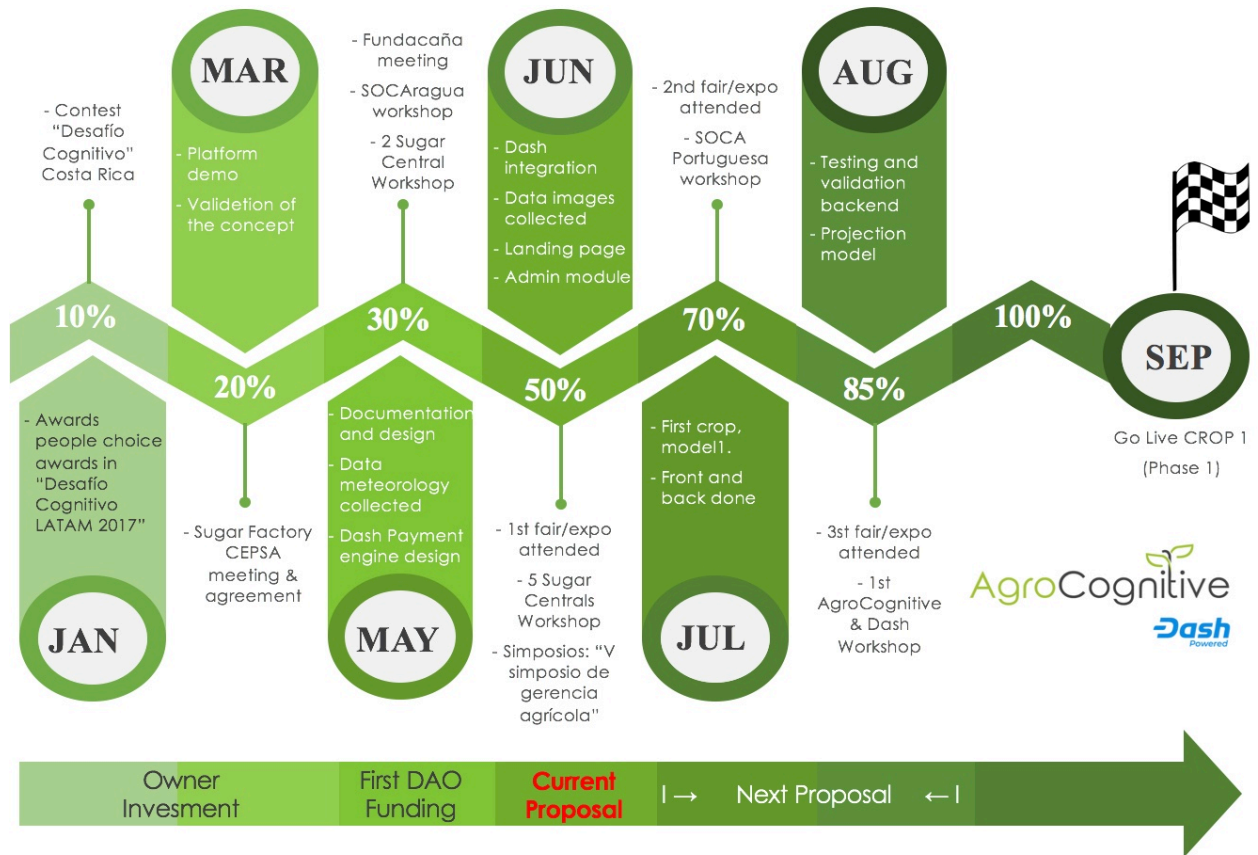 - Contest
"Desafío
Cognitivo"
Costa Rica
MAR
- Platform
demo
- Validetion of
the concept
- Fundacaña
meeting
- SOCAragua
workshop
- 2 Sugar
Central
Workshop
JUN
- Dash
integration
- Data images
collected
- Landing page
- Admin module
- 2nd fair/expo
attended
- SOCA
Portuguesa
workshop
AUG
- Testing and
validation
backend
- Projection
model
10%
20%
30%
50%
70%
85%
100%
SEP
Go Live CROP 1
(Phase 1)
- Awards
people choice
awards in
"Desafío
Cognitivo
LATAM 2017"
JAN
- Sugar Factory
CEPSA
meeting &
agreement
- Documentation
and design
- Data
meteorology
collected
- Dash Payment
engine design
MAY
- 1st fair/expo
attended
- 5 Sugar
Centrals
Workshop
- Simposios: "V
simposio de
gerencia
agrícola"
- First crop,
model1.
- Front and
back done
JUL
- 3st fair/expo
attended
- 1st
AgroCognitive
& Dash
Workshop
AgroCognitive
Dash
Powered
Owner
Invesment
First DAO
Funding
Current
Proposal
I → Next Proposal ← I